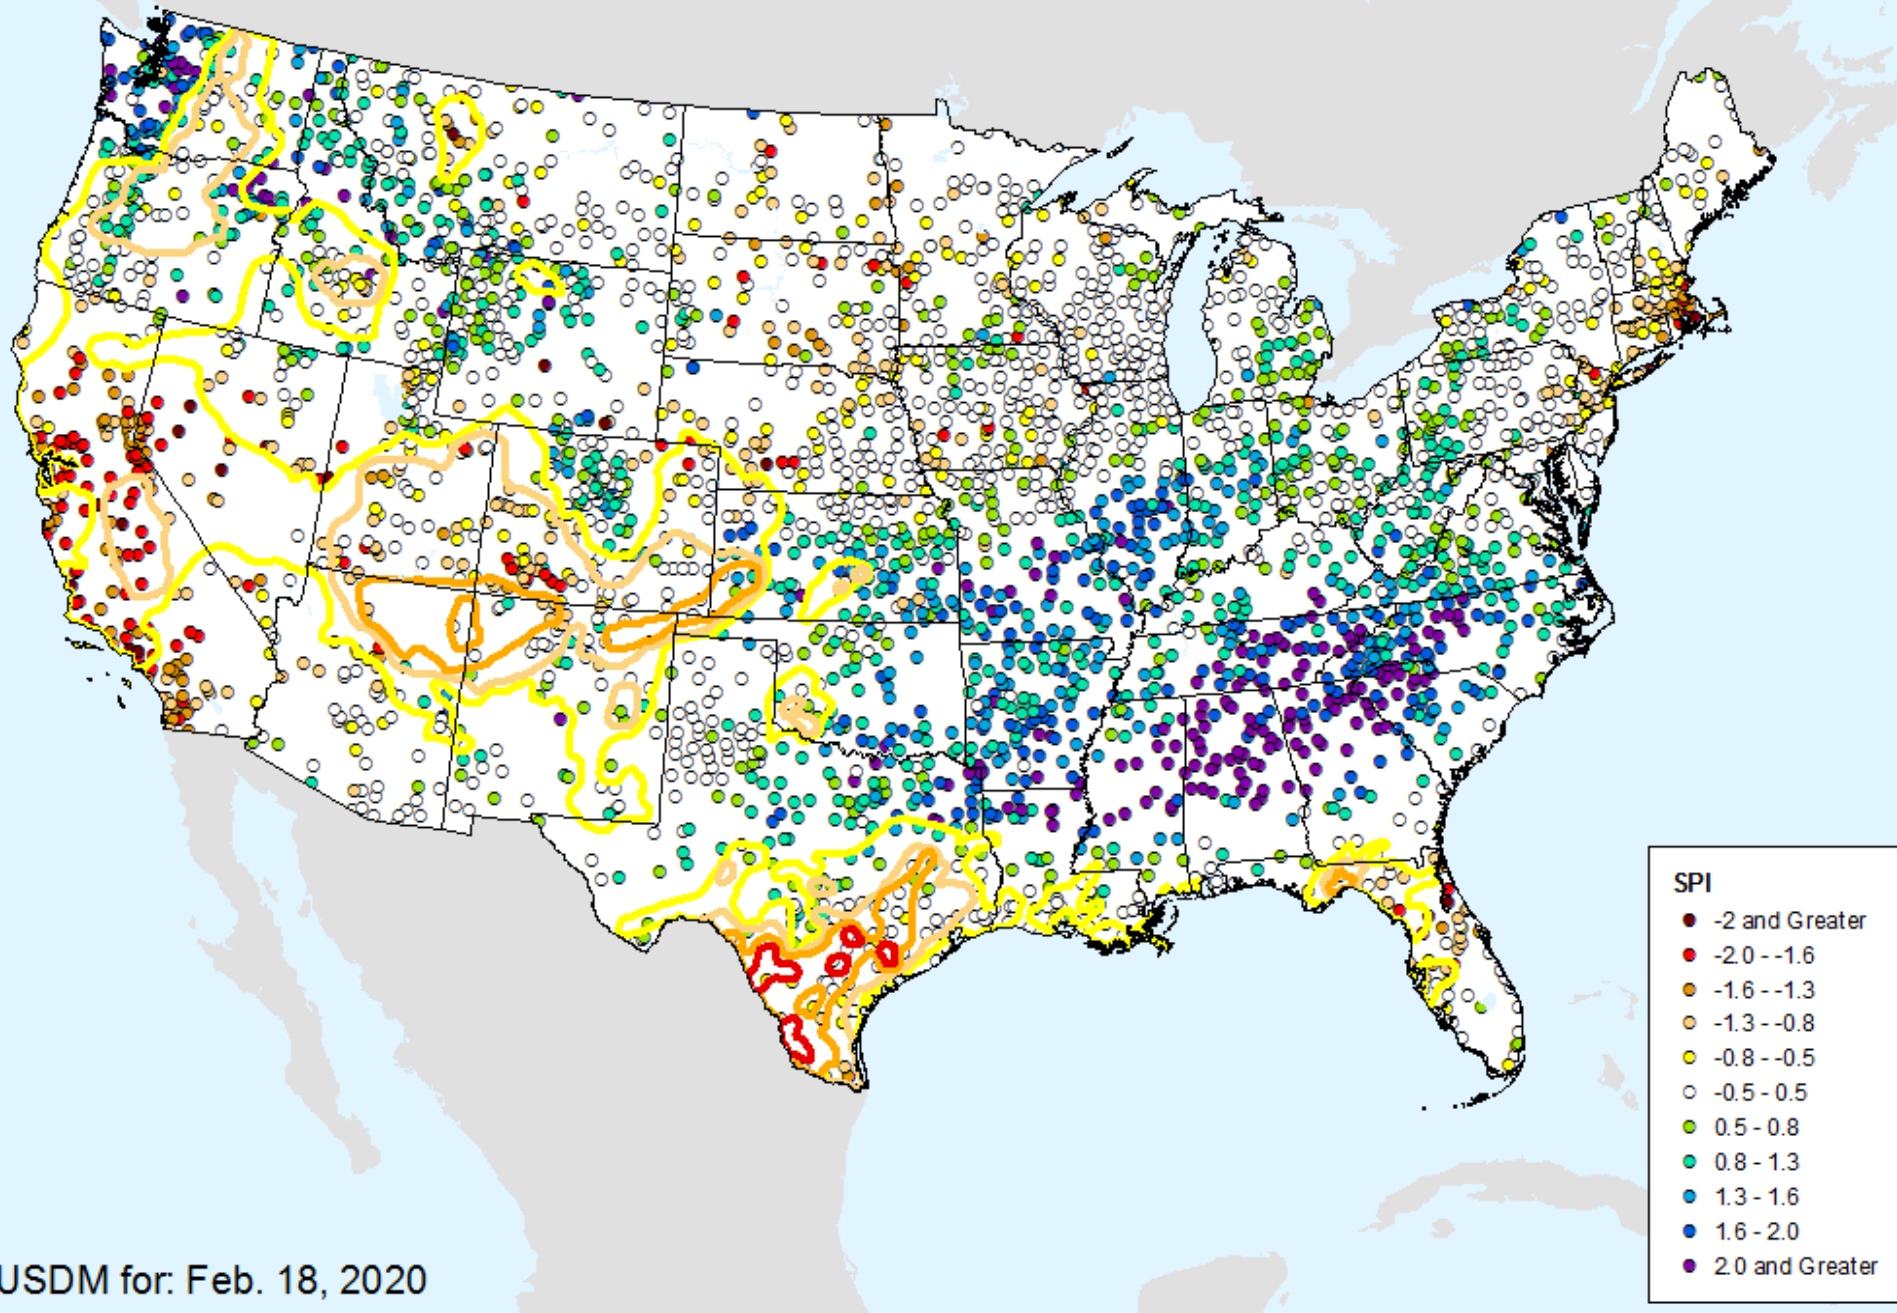 SPI
-2 and Greater
-2.0 - -1.6
-1.6 - -1.3
-1.3 - -0.8
-0.8 - -0.5
-0.5 - 0.5
0.5 - 0.8
0.8 - 1.3
1.3 - 1.6
1.6 - 2.0
2.0 and Greater
USDM for: Feb. 18, 2020